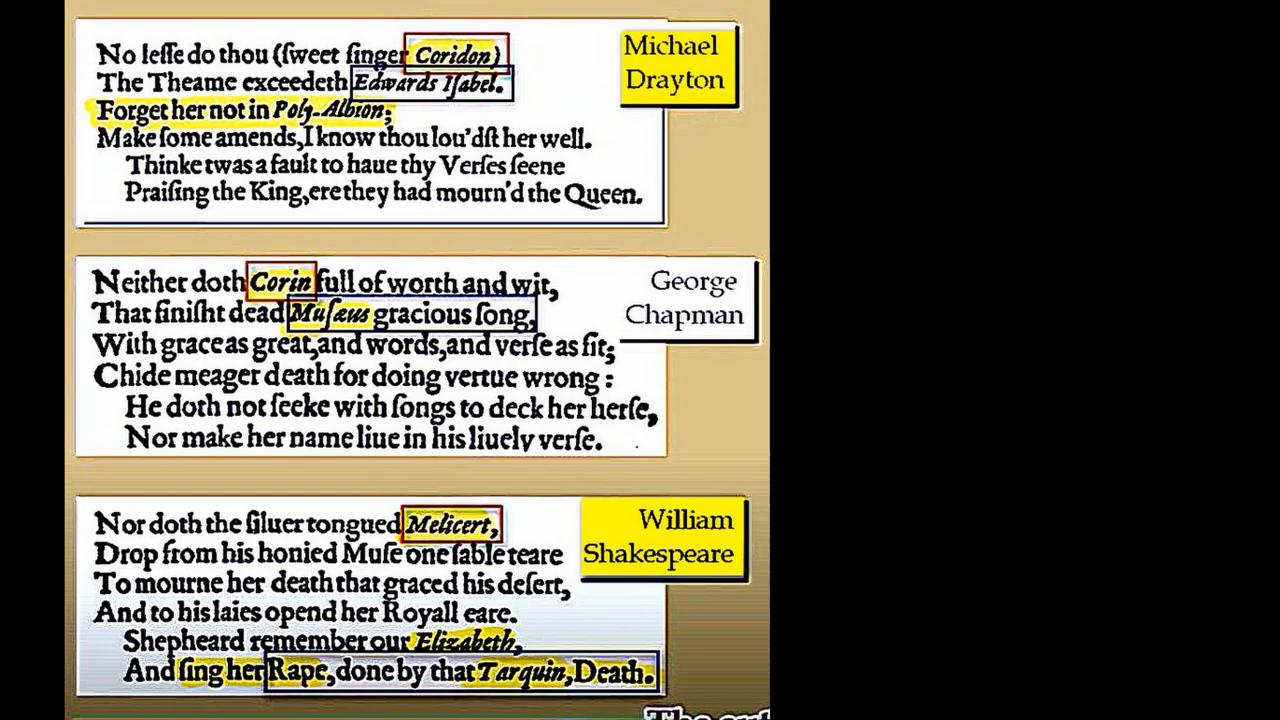 No leſſe do thou (ſweet ſinger Coridon)
The Theame exceedeth Edwards Iſabel.
Forget her not in Poly-Albion;
Make ſome amends,I know thou lou'dſt her well.
Thinke twas a fault to haue thy Verſes ſeene
Praiſing the King,ere they had mourn'd the Queen.
Michael
Drayton
Neither doth Corin full of worth and wit,
That finiſht dead Muſæus gracious ſong,
With grace as great,and words,and verſe as fit;
Chide meager death for doing vertue wrong :
He doth not ſeeke with ſongs to deck her herſe,
Nor make her name liue in his liuely verſe.
George
Chapman
Nor doth the ſiluer tongued Melicert,
Drop from his honied Muſe one ſable teare
To mourne her death that graced his deſert,
And to his laies opend her Royall eare.
Shepheard remember our Elizabeth,
And ſing her Rape,done by that Tarquin,Death.
William
Shakespeare